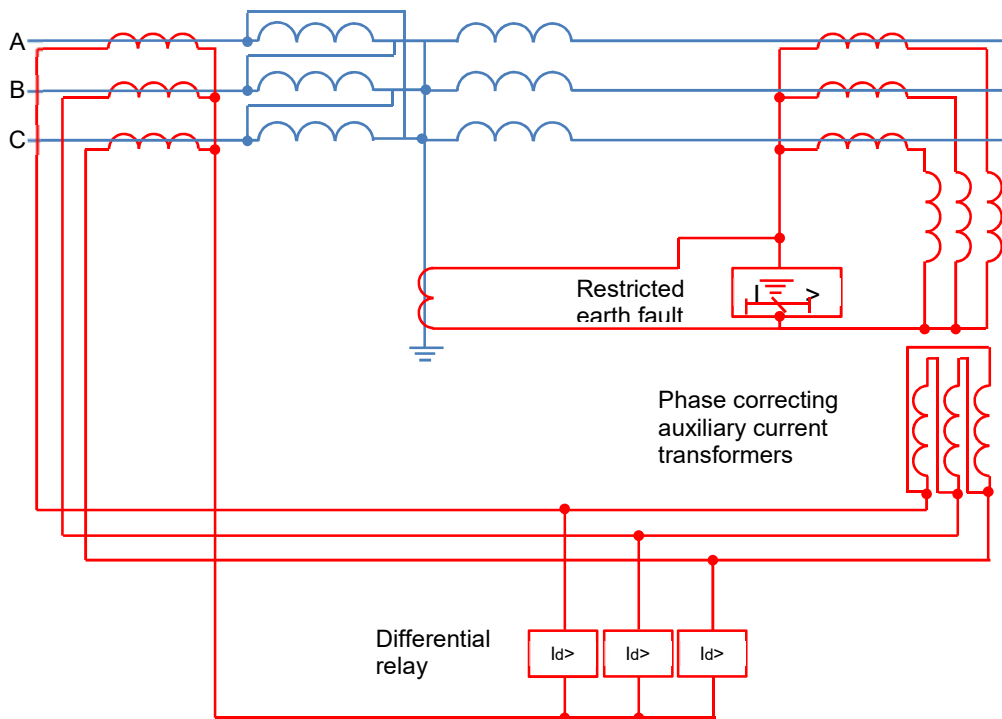 A
B
C
Restricted
earth fault
I >
Phase correcting
auxiliary current
transformers
Differential
relay
Id> Id> Id>